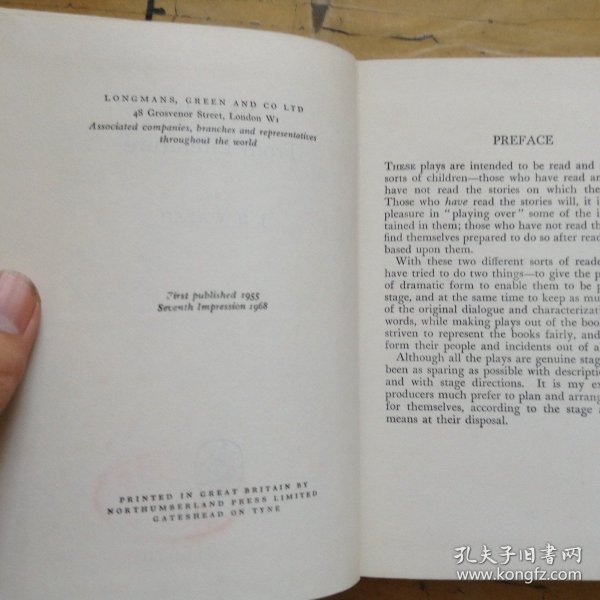 LONGMANS, GREEN AND CO LTD
48 Grosvenor Street, London W1
Associated companies, branches and representatives
throughout the world
First published 1955
Seventh Impression 1968
PRINTED IN GREAT BRITAIN BY
NORTHUMBERLAND PRESS LIMITED
GATESHEAD ON TYNE
PREFACE
THESE plays are intended to be read and
sorts of children—those who have read an
have not read the stories on which the
Those who have read the stories will, it i
pleasure in "playing over" some of the i
tained in them; those who have not read th
find themselves prepared to do so after read
based upon them.
With these two different sorts of reade
have tried to do two things—to give the p
of dramatic form to enable them to be p
stage, and at the same time to keep as mu
of the original dialogue and characterizati
words, while making plays out of the boo
striven to represent the books fairly, and
form their people and incidents out of a
Although all the plays are genuine stag
been as sparing as possible with descripti
and with stage directions. It is my ex
producers much prefer to plan and arrang
for themselves, according to the stage a
means at their disposal.
孔夫子旧书网
www.kongfz.com